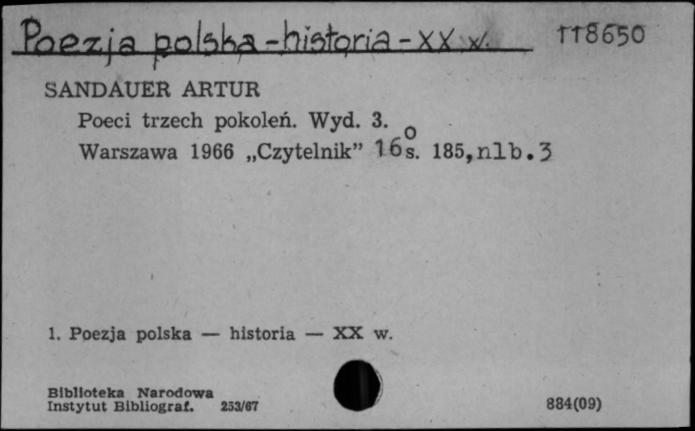 Poezja polska - historia - XX w. 118650
SANDAUER ARTUR
Poeci trzech pokoleń. Wyd. 3.
Warszawa 1966 „Czytelnik” 16° s. 185, nlb. 3
1. Poezja polska — historia — XX w.
Biblioteka Narodowa
Instytut Bibliograf. 253/67 884(09)